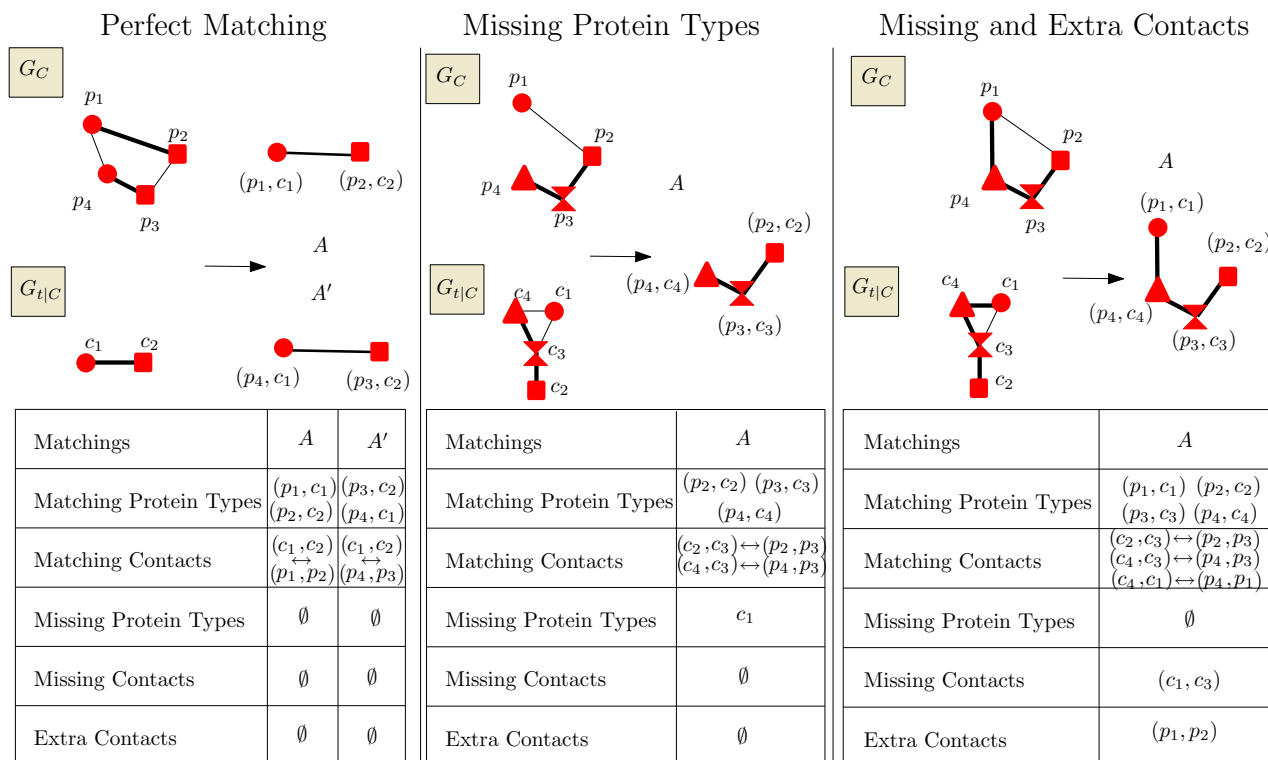 Perfect Matching
G_C
p_1
p_2
p_4
p_3
(p_1, c_1)
(p_2, c_2)
A
G_{t|C}
A′
c_1
c_2
(p_4, c_1)
(p_3, c_2)
Matchings A A′
Matching Protein Types (p_1, c_1) (p_3, c_2)
(p_2, c_2) (p_4, c_1)
Matching Contacts (c_1, c_2) (c_1, c_2)
↔ ↔
(p_1, p_2) (p_4, p_3)
Missing Protein Types ∅ ∅
Missing Contacts ∅ ∅
Extra Contacts ∅ ∅
Missing Protein Types
G_C
p_1
p_2
p_4
p_3
A
(p_2, c_2)
G_{t|C}
(p_4, c_4)
(p_3, c_3)
c_4
c_1
c_3
c_2
Matchings A
Matching Protein Types (p_2, c_2) (p_3, c_3)
(p_4, c_4)
Matching Contacts (c_2, c_3)↔(p_2, p_3)
(c_4, c_3)↔(p_4, p_3)
Missing Protein Types c_1
Missing Contacts ∅
Extra Contacts ∅
Missing and Extra Contacts
G_C
p_1
p_2
p_4
p_3
A
(p_1, c_1)
(p_2, c_2)
G_{t|C}
(p_4, c_4)
(p_3, c_3)
c_4
c_1
c_3
c_2
Matchings A
Matching Protein Types (p_1, c_1) (p_2, c_2)
(p_3, c_3) (p_4, c_4)
Matching Contacts (c_2, c_3)↔(p_2, p_3)
(c_4, c_3)↔(p_4, p_3)
(c_4, c_1)↔(p_4, p_1)
Missing Protein Types ∅
Missing Contacts (c_1, c_3)
Extra Contacts (p_1, p_2)